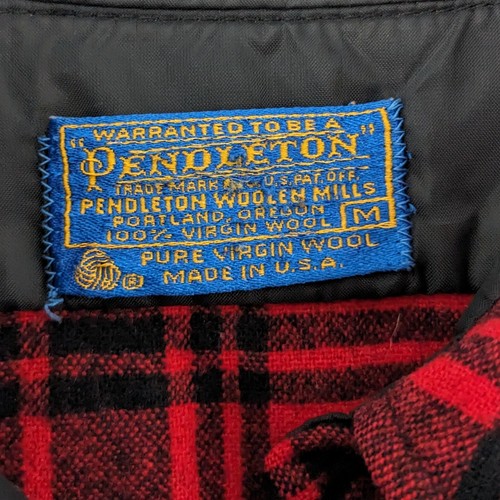 WARRANTED TO BE A
"PENDLETON"
TRADE MARK U.S. PAT. OFF.
PENDLETON WOOLEN MILLS
PORTLAND, OREGON
100% VIRGIN WOOL M
PURE VIRGIN WOOL
® MADE IN U.S.A.